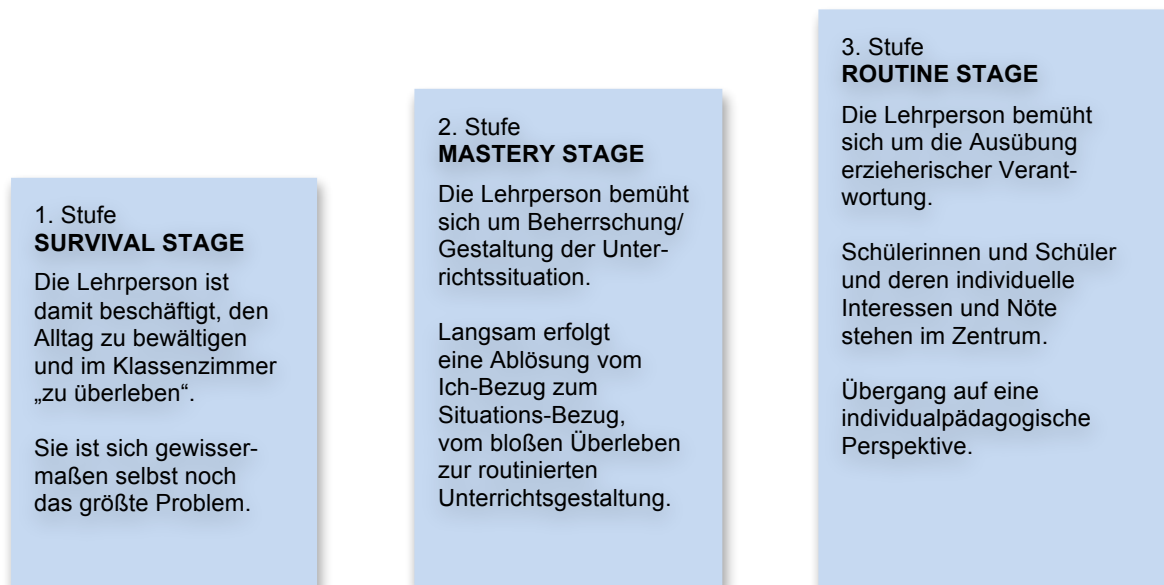 1. Stufe
SURVIVAL STAGE
Die Lehrperson ist
damit beschäftigt, den
Alltag zu bewältigen
und im Klassenzimmer
„zu überleben“.
Sie ist sich gewisser-
maßen selbst noch
das größte Problem.
2. Stufe
MASTERY STAGE
Die Lehrperson bemüht
sich um Beherrschung/
Gestaltung der Unter-
richtssituation.
Langsam erfolgt
eine Ablösung vom
Ich-Bezug zum
Situations-Bezug,
vom bloßen Überleben
zur routinierten
Unterrichtsgestaltung.
3. Stufe
ROUTINE STAGE
Die Lehrperson bemüht
sich um die Ausübung
erzieherischer Verant-
wortung.
Schülerinnen und Schüler
und deren individuelle
Interessen und Nöte
stehen im Zentrum.
Übergang auf eine
individualpädagogische
Perspektive.